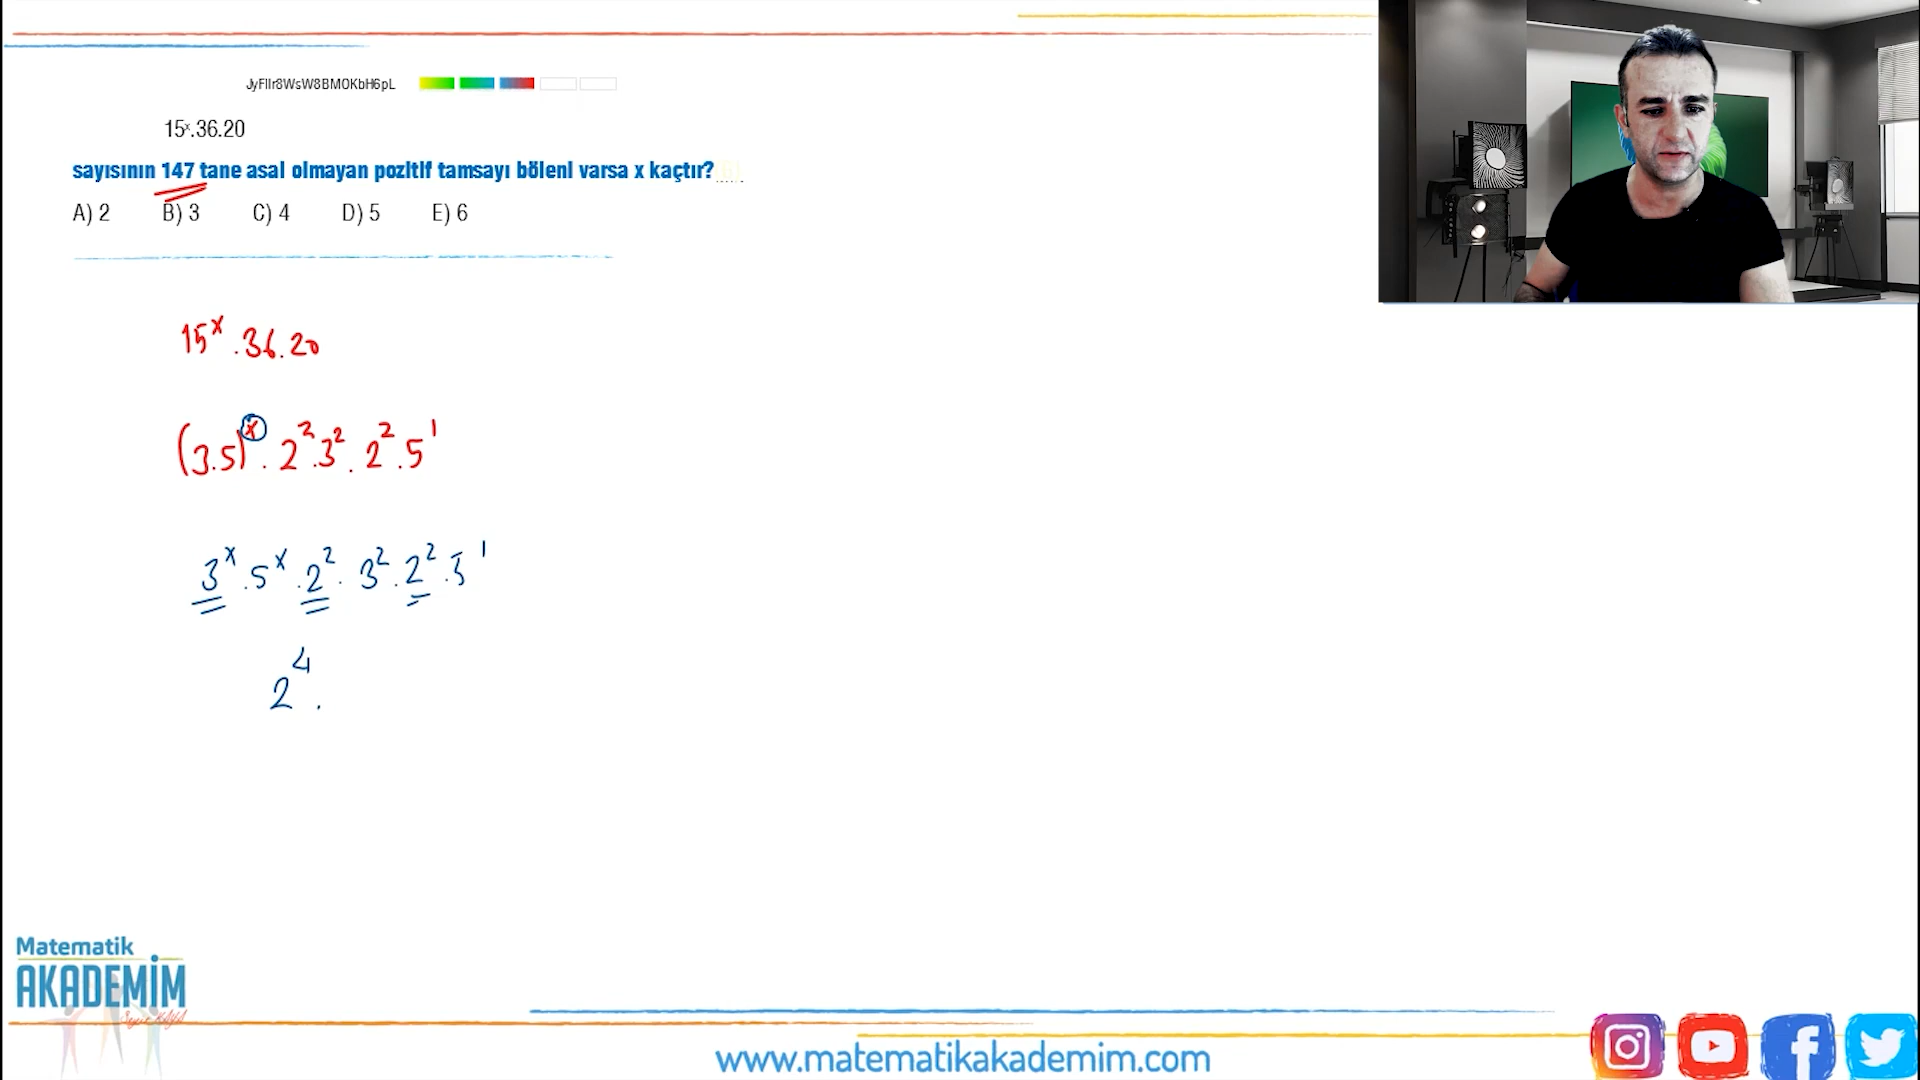 JyFIIr8WsW8BMOKbH6pL
15ˣ.36.20
sayısının 147 tane asal olmayan pozitif tamsayı böleni varsa x kaçtır?
A) 2 B) 3 C) 4 D) 5 E) 6
15ˣ.36.20
(3.5)ˣ.2².3².2².5¹
3ˣ.5ˣ.2².3².2².5¹
2⁴.
Matematik
AKADEMİM
www.matematikakademim.com